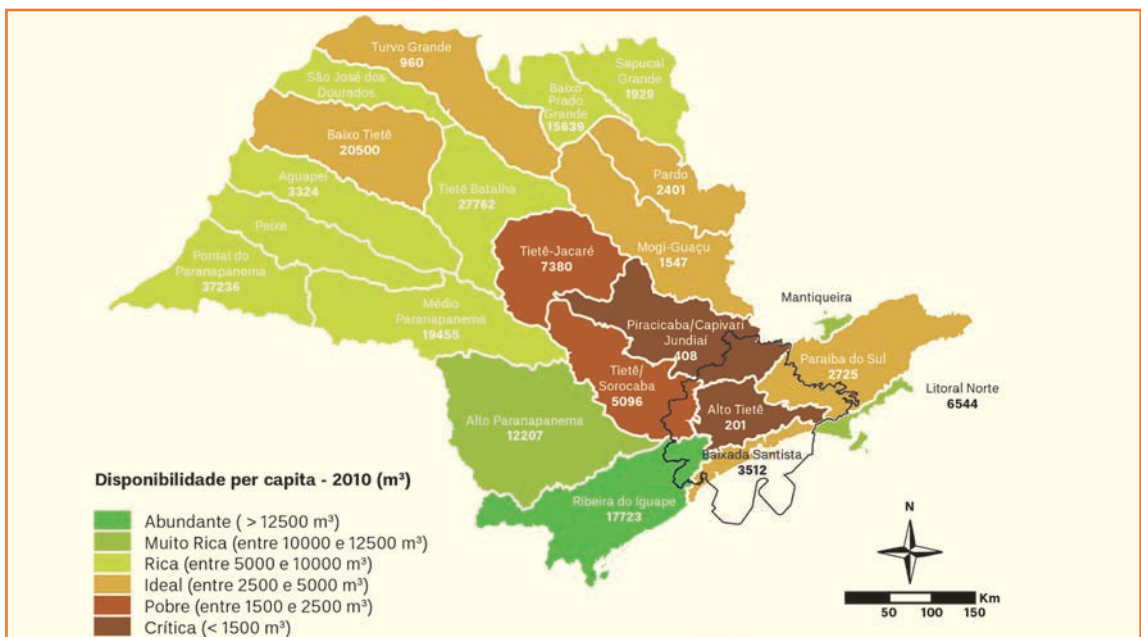 Turvo Grande
960
Sapucaí
Grande
1929
São José dos
Dourados
Baixo
Prado
Grande
15639
Baixo Tietê
20500
Pardo
2401
Aguapeí
3324
Tietê Batalha
27762
Peixe
Mogi-Guaçu
1547
Tietê-Jacaré
7380
Pontal do
Paranapanema
37236
Médio
Paranapanema
19455
Mantiqueira
Piracicaba/Capivari
Jundiaí
408
Paraíba do Sul
2725
Tietê/
Sorocaba
5096
Litoral Norte
6544
Alto Tietê
201
Alto Paranapanema
12207
Baixada Santista
3512
Ribeira do Iguape
17723
Disponibilidade per capita - 2010 (m³)
Abundante ( > 12500 m³)
Muito Rica (entre 10000 e 12500 m³)
Rica (entre 5000 e 10000 m³)
Ideal (entre 2500 e 5000 m³)
Pobre (entre 1500 e 2500 m³)
Crítica (< 1500 m³)
N
Km
50 100 150